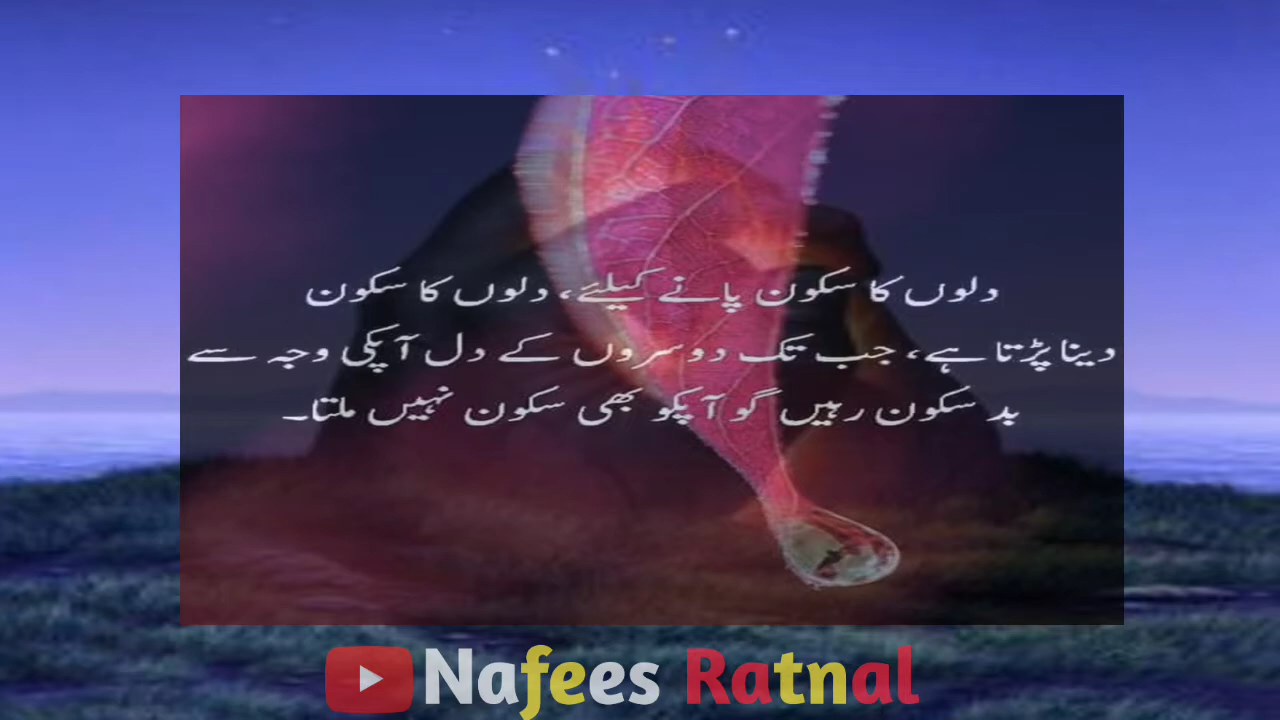 دلوں کا سکون پانے کیلئے، دلوں کا سکون
دینا پڑتا ہے، جب تک دوسروں کے دل آپکی وجہ سے
بد سکون رہیں گو آپکو بھی سکون نہیں ملتا۔
Nafees Ratnal